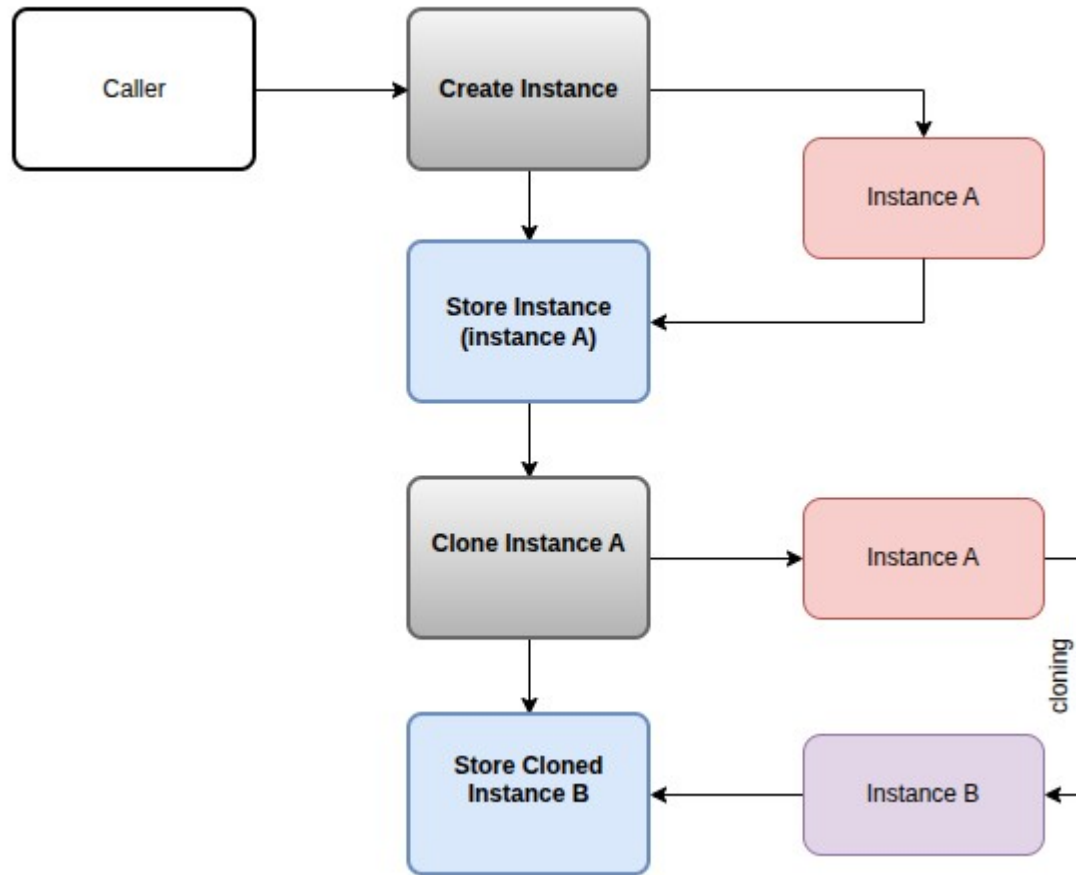 Caller
Create Instance
Instance A
Store Instance
(instance A)
Clone Instance A
Instance A
cloning
Store Cloned
Instance B
Instance B